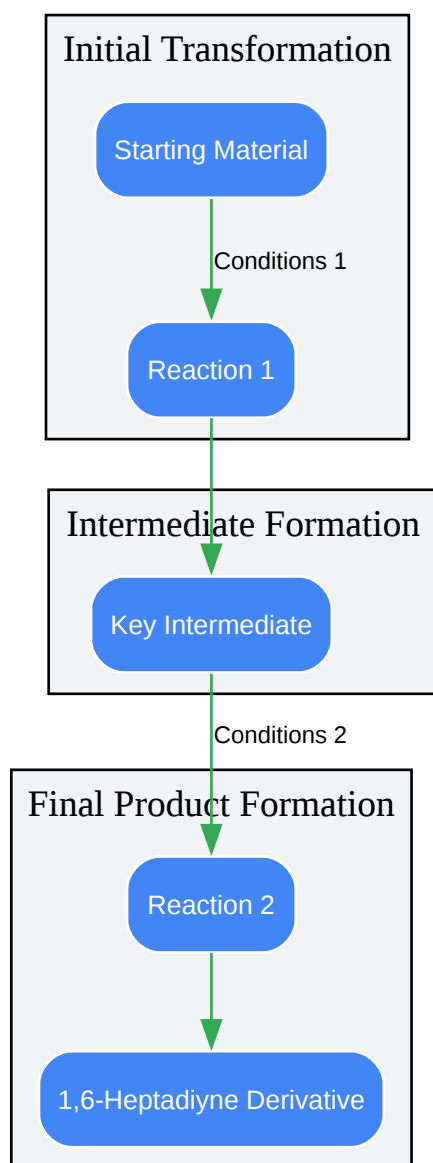 Initial Transformation
Starting Material
Conditions 1
Reaction 1
Intermediate Formation
Key Intermediate
Conditions 2
Final Product Formation
Reaction 2
1,6-Heptadiyne Derivative